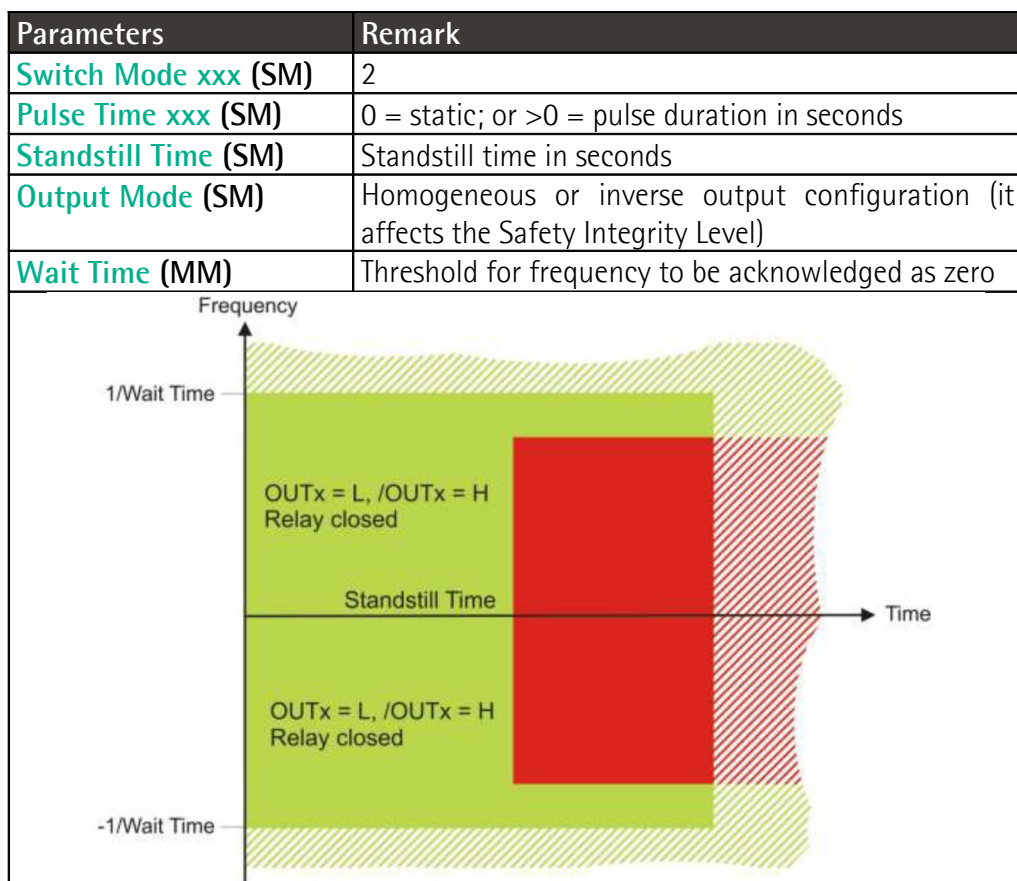 Parameters Remark
Switch Mode xxx (SM) 2
Pulse Time xxx (SM) 0 = static; or >0 = pulse duration in seconds
Standstill Time (SM) Standstill time in seconds
Output Mode (SM) Homogeneous or inverse output configuration (it
affects the Safety Integrity Level)
Wait Time (MM) Threshold for frequency to be acknowledged as zero
Frequency
1/Wait Time
OUTx = L, /OUTx = H
Relay closed
Standstill Time
Time
OUTx = L, /OUTx = H
Relay closed
-1/Wait Time